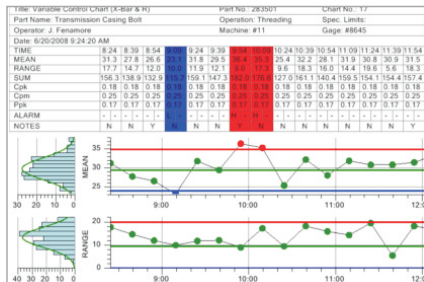 Title: Variable Control Chart (X-Bar & R) Part No.: 283501 Chart No.: 17
Part Name: Transmission Casing Bolt Operation: Threading Spec. Limits:
Operator: J. Fenamore Machine: #11 Gage: #8645
Date: 6/20/2008 9:24:20 AM
TIME 8:24 8:39 8:54 9:09 9:24 9:39 9:54 10:09 10:24 10:39 10:54 11:09 11:24 11:39 11:54
MEAN 31.3 27.8 26.6 23.1 31.8 29.5 36.4 35.3 25.4 32.2 28.1 31.9 30.8 30.9 31.5
RANGE 17.7 14.7 12.0 10.0 11.9 12.1 17.3 9.6 18.3 16.0 14.4 19.6 5.6 18.3
SUM 156.3 138.9 132.9 115.7 159.1 147.3 182.0 176.6 127.0 161.1 140.4 159.5 154.1 154.4 157.4
Cpk 0.18 0.18 0.18 0.18 0.18 0.18 0.18 0.18 0.18 0.18 0.18 0.18 0.18 0.18 0.18
Cpm 0.25 0.25 0.25 0.25 0.25 0.25 0.25 0.25 0.25 0.25 0.25 0.25 0.25 0.25 0.25
Ppk 0.17 0.17 0.17 0.17 0.17 0.17 0.17 0.17 0.17 0.17 0.17 0.17 0.17 0.17 0.17
ALARM - - - L - - - H - H - - - - - - - -
NOTES N N Y N N N Y N N N N N N Y N
MEAN
35
30
25
30 20 10 0
9:00 10:00 11:00 12:0
RANGE
20
10
0
30 20 10 0
9:00 10:00 11:00 12:0